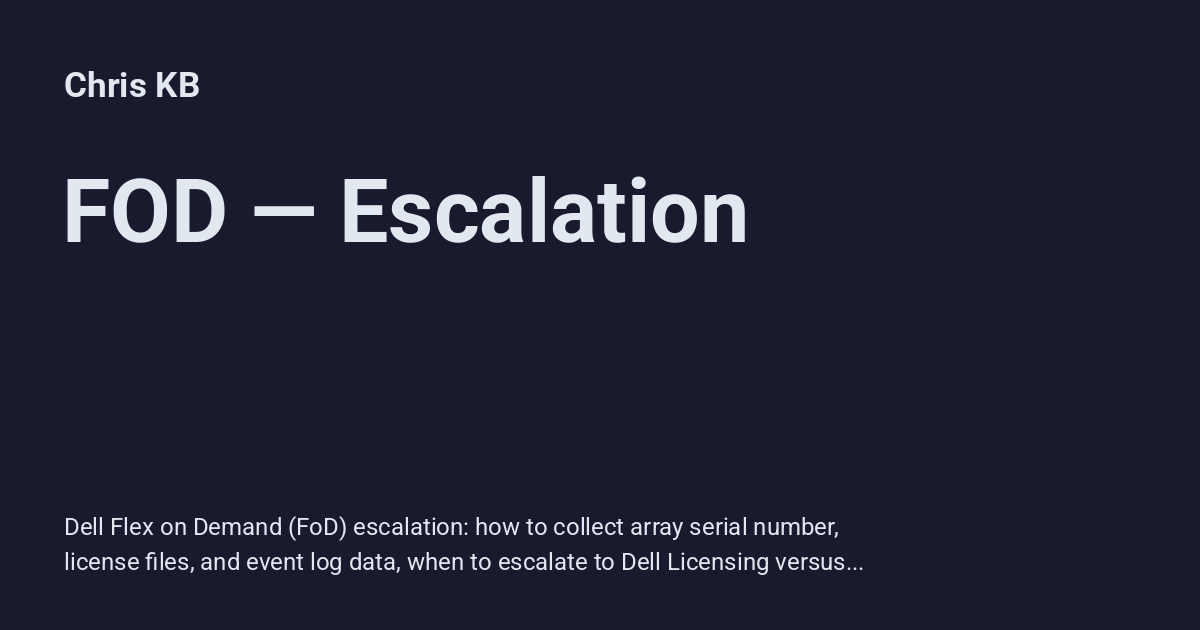 Chris KB
FOD — Escalation
Dell Flex on Demand (FoD) escalation: how to collect array serial number,
license files, and event log data, when to escalate to Dell Licensing versus...